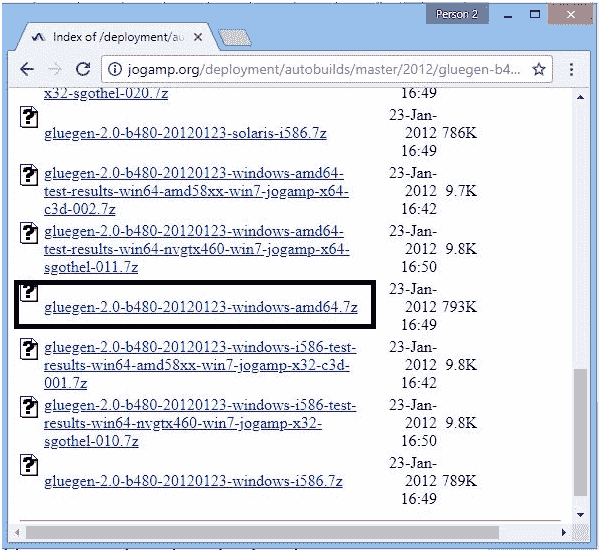 Person 2
Index of /deployment/au
jogamp.org/deployment/autobuilds/master/2012/gluegen-b4...
x32-sgothel-020.7z 16:49
23-Jan-
gluegen-2.0-b480-20120123-solaris-i586.7z 2012 786K
16:49
gluegen-2.0-b480-20120123-windows-amd64- 23-Jan-
test-results-win64-amd58xx-win7-jogamp-x64- 2012 9.7K
c3d-002.7z 16:42
gluegen-2.0-b480-20120123-windows-amd64- 23-Jan-
test-results-win64-nvgtx460-win7-jogamp-x64- 2012 9.8K
sgothel-011.7z 16:50
23-Jan-
gluegen-2.0-b480-20120123-windows-amd64.7z 2012 793K
16:49
gluegen-2.0-b480-20120123-windows-i586-test- 23-Jan-
results-win64-amd58xx-win7-jogamp-x32-c3d- 2012 9.8K
001.7z 16:42
gluegen-2.0-b480-20120123-windows-i586-test- 23-Jan-
results-win64-nvgtx460-win7-jogamp-x32- 2012 9.8K
sgothel-010.7z 16:50
23-Jan-
gluegen-2.0-b480-20120123-windows-i586.7z 2012 789K
16:49